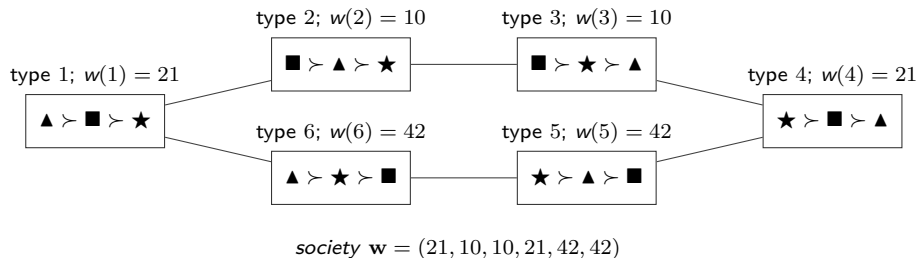 type 2; w(2) = 10
type 3; w(3) = 10
■ ≻ ▲ ≻ ★
■ ≻ ★ ≻ ▲
type 1; w(1) = 21
type 4; w(4) = 21
▲ ≻ ■ ≻ ★
★ ≻ ■ ≻ ▲
type 6; w(6) = 42
type 5; w(5) = 42
▲ ≻ ★ ≻ ■
★ ≻ ▲ ≻ ■
society w = (21, 10, 10, 21, 42, 42)